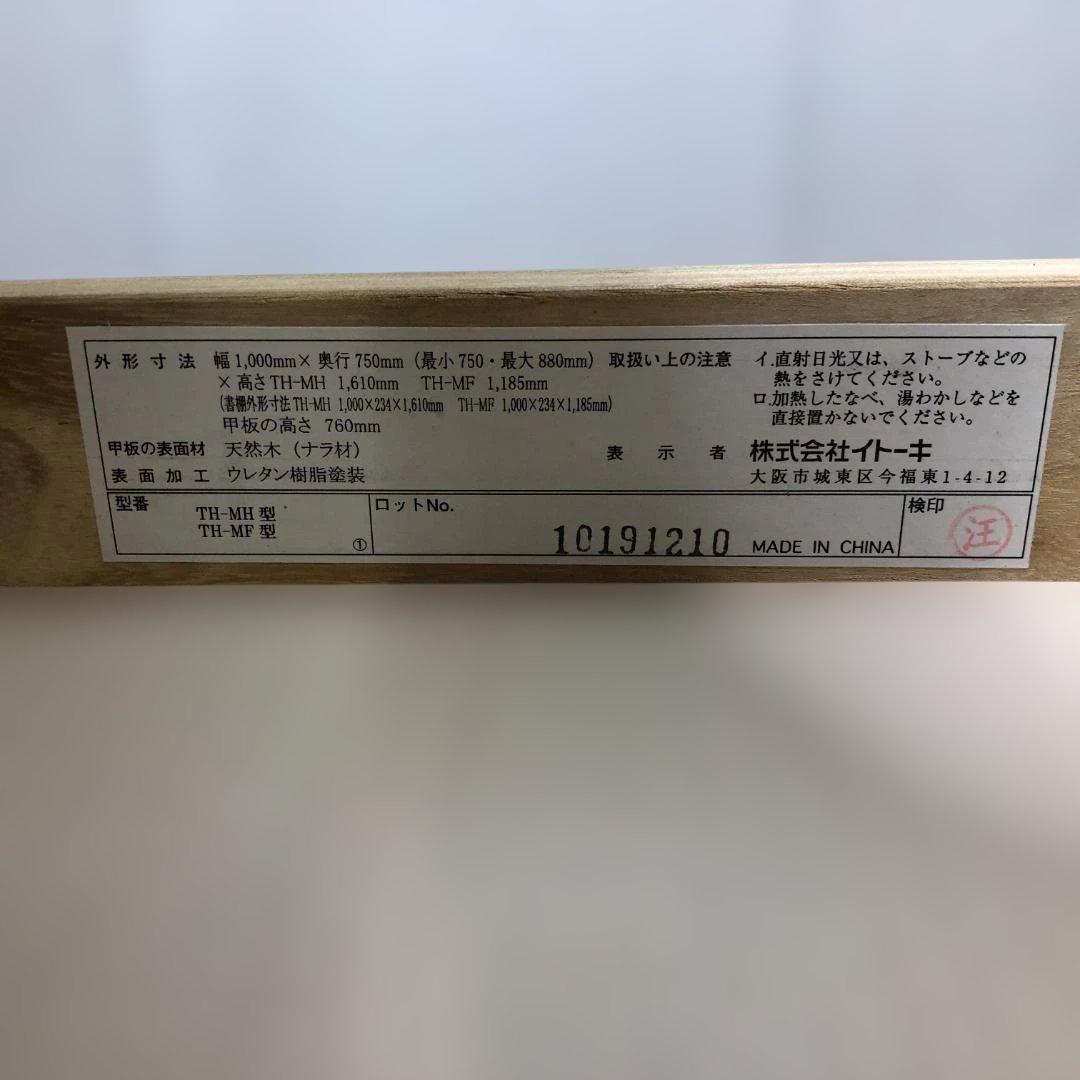 外形寸法 幅1,000mm×奥行750mm（最小750・最大880mm）
×高さTH-MH 1,610mm TH-MF 1,185mm
（書棚外形寸法TH-MH 1,000×234×1,610mm TH-MF 1,000×234×1,185mm）
甲板の高さ 760mm
甲板の表面材 天然木（ナラ材）
表面加工 ウレタン樹脂塗装
取扱い上の注意 イ.直射日光又は、ストーブなどの
熱をさけてください。
ロ.加熱したなべ、湯わかしなどを
直接置かないでください。
表示者 株式会社イトーキ
大阪市城東区今福東1-4-12
型番
TH-MH型
TH-MF型
①
ロットNo.
10191210 MADE IN CHINA
検印
汪